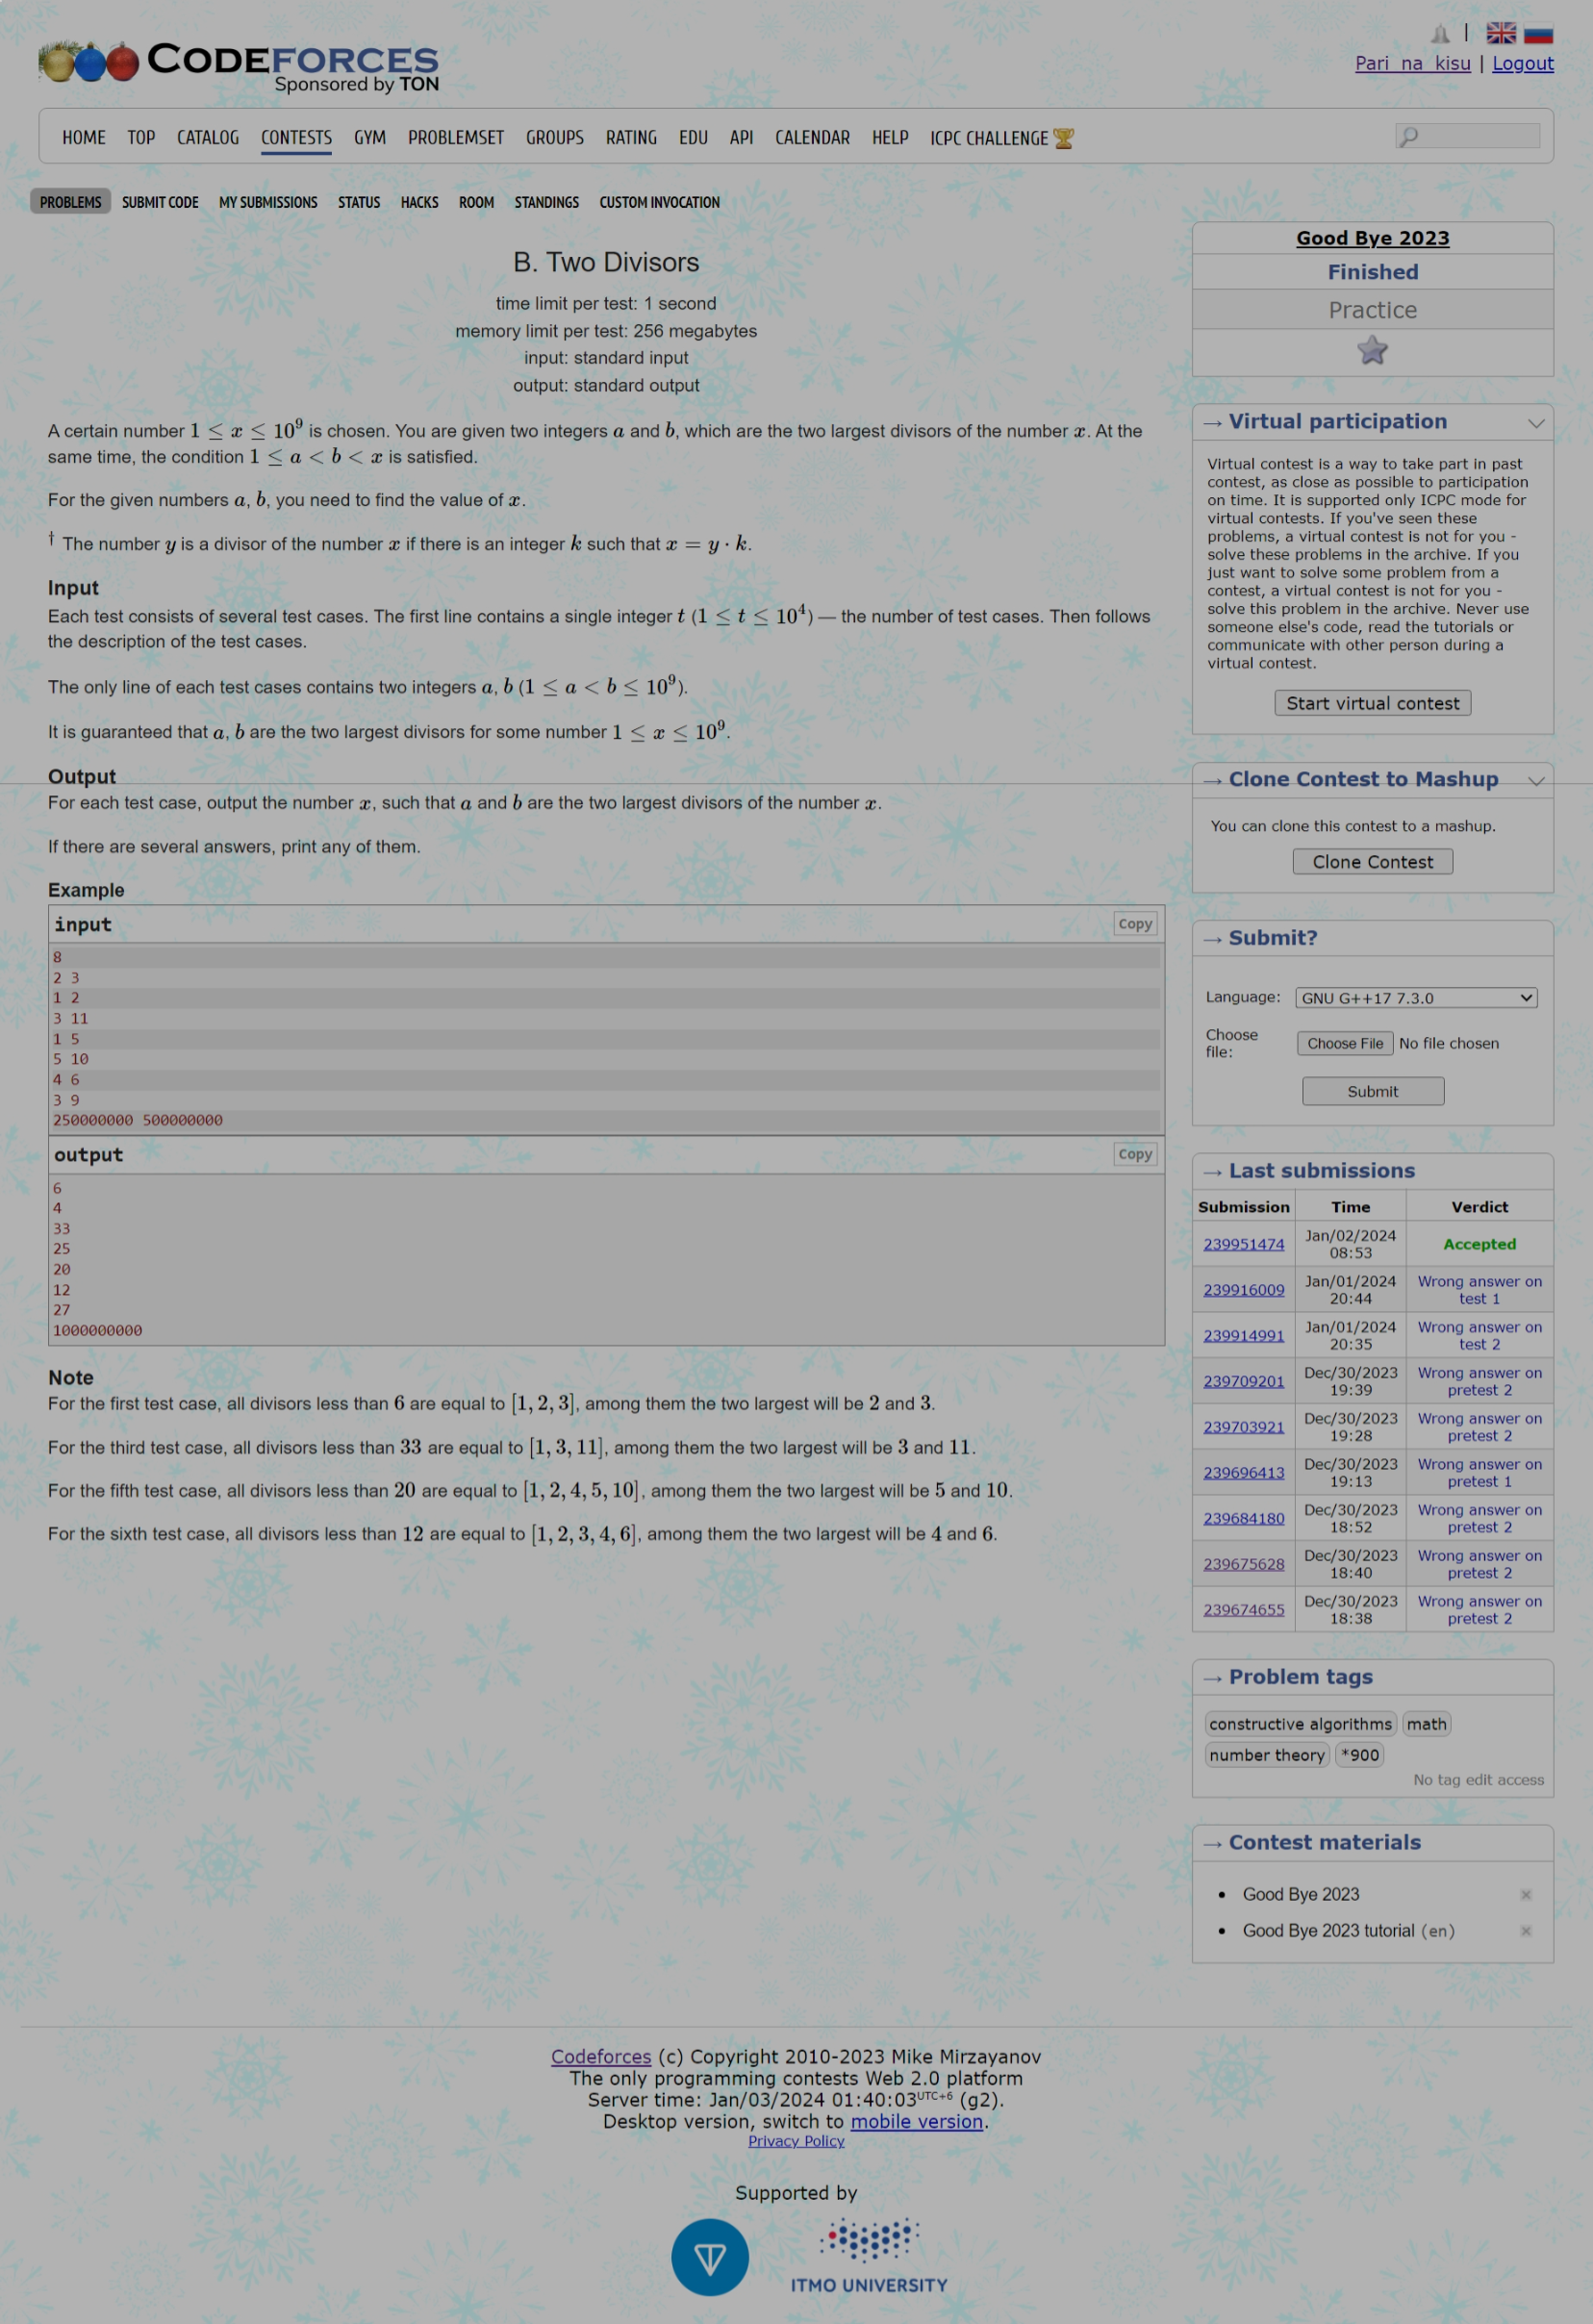 CODEFORCES
Sponsored by TON
|
Pari_na_kisu | Logout
HOME TOP CATALOG CONTESTS GYM PROBLEMSET GROUPS RATING EDU API CALENDAR HELP ICPC CHALLENGE
PROBLEMS SUBMIT CODE MY SUBMISSIONS STATUS HACKS ROOM STANDINGS CUSTOM INVOCATION
B. Two Divisors
time limit per test: 1 second
memory limit per test: 256 megabytes
input: standard input
output: standard output
A certain number 1 ≤ x ≤ 10⁹ is chosen. You are given two integers a and b, which are the two largest divisors of the number x. At the
same time, the condition 1 ≤ a < b < x is satisfied.
For the given numbers a, b, you need to find the value of x.
† The number y is a divisor of the number x if there is an integer k such that x = y · k.
Input
Each test consists of several test cases. The first line contains a single integer t (1 ≤ t ≤ 10⁴) — the number of test cases. Then follows
the description of the test cases.
The only line of each test cases contains two integers a, b (1 ≤ a < b ≤ 10⁹).
It is guaranteed that a, b are the two largest divisors for some number 1 ≤ x ≤ 10⁹.
Output
For each test case, output the number x, such that a and b are the two largest divisors of the number x.
If there are several answers, print any of them.
Example
input Copy
8
2 3
1 2
3 11
1 5
5 10
4 6
3 9
250000000 500000000
output Copy
6
4
33
25
20
12
27
1000000000
Note
For the first test case, all divisors less than 6 are equal to [1, 2, 3], among them the two largest will be 2 and 3.
For the third test case, all divisors less than 33 are equal to [1, 3, 11], among them the two largest will be 3 and 11.
For the fifth test case, all divisors less than 20 are equal to [1, 2, 4, 5, 10], among them the two largest will be 5 and 10.
For the sixth test case, all divisors less than 12 are equal to [1, 2, 3, 4, 6], among them the two largest will be 4 and 6.
Good Bye 2023
Finished
Practice
→ Virtual participation
Virtual contest is a way to take part in past
contest, as close as possible to participation
on time. It is supported only ICPC mode for
virtual contests. If you've seen these
problems, a virtual contest is not for you -
solve these problems in the archive. If you
just want to solve some problem from a
contest, a virtual contest is not for you -
solve this problem in the archive. Never use
someone else's code, read the tutorials or
communicate with other person during a
virtual contest.
Start virtual contest
→ Clone Contest to Mashup
You can clone this contest to a mashup.
Clone Contest
→ Submit?
Language: GNU G++17 7.3.0
Choose
file: Choose File No file chosen
Submit
→ Last submissions
Submission Time Verdict
239951474 Jan/02/2024
08:53 Accepted
239916009 Jan/01/2024
20:44 Wrong answer on
test 1
239914991 Jan/01/2024
20:35 Wrong answer on
test 2
239709201 Dec/30/2023
19:39 Wrong answer on
pretest 2
239703921 Dec/30/2023
19:28 Wrong answer on
pretest 2
239696413 Dec/30/2023
19:13 Wrong answer on
pretest 1
239684180 Dec/30/2023
18:52 Wrong answer on
pretest 2
239675628 Dec/30/2023
18:40 Wrong answer on
pretest 2
239674655 Dec/30/2023
18:38 Wrong answer on
pretest 2
→ Problem tags
constructive algorithms math
number theory *900
No tag edit access
→ Contest materials
• Good Bye 2023
• Good Bye 2023 tutorial (en)
Codeforces (c) Copyright 2010-2023 Mike Mirzayanov
The only programming contests Web 2.0 platform
Server time: Jan/03/2024 01:40:03 UTC+6 (g2).
Desktop version, switch to mobile version.
Privacy Policy
Supported by
ITMO UNIVERSITY